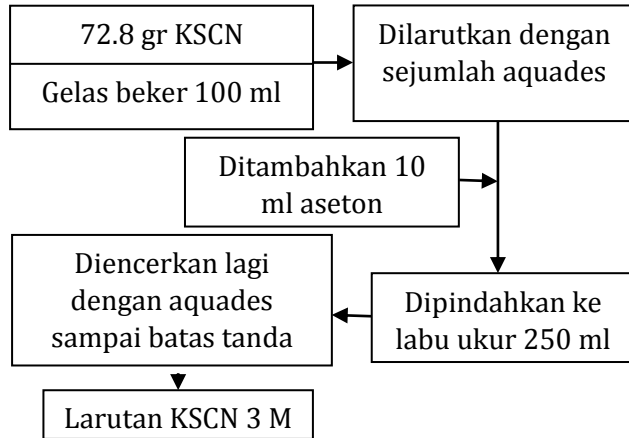 72.8 gr KSCN
Gelas beker 100 ml
Dilarutkan dengan
sejumlah aquades
Ditambahkan 10
ml aseton
Dipindahkan ke
labu ukur 250 ml
Diencerkan lagi
dengan aquades
sampai batas tanda
Larutan KSCN 3 M